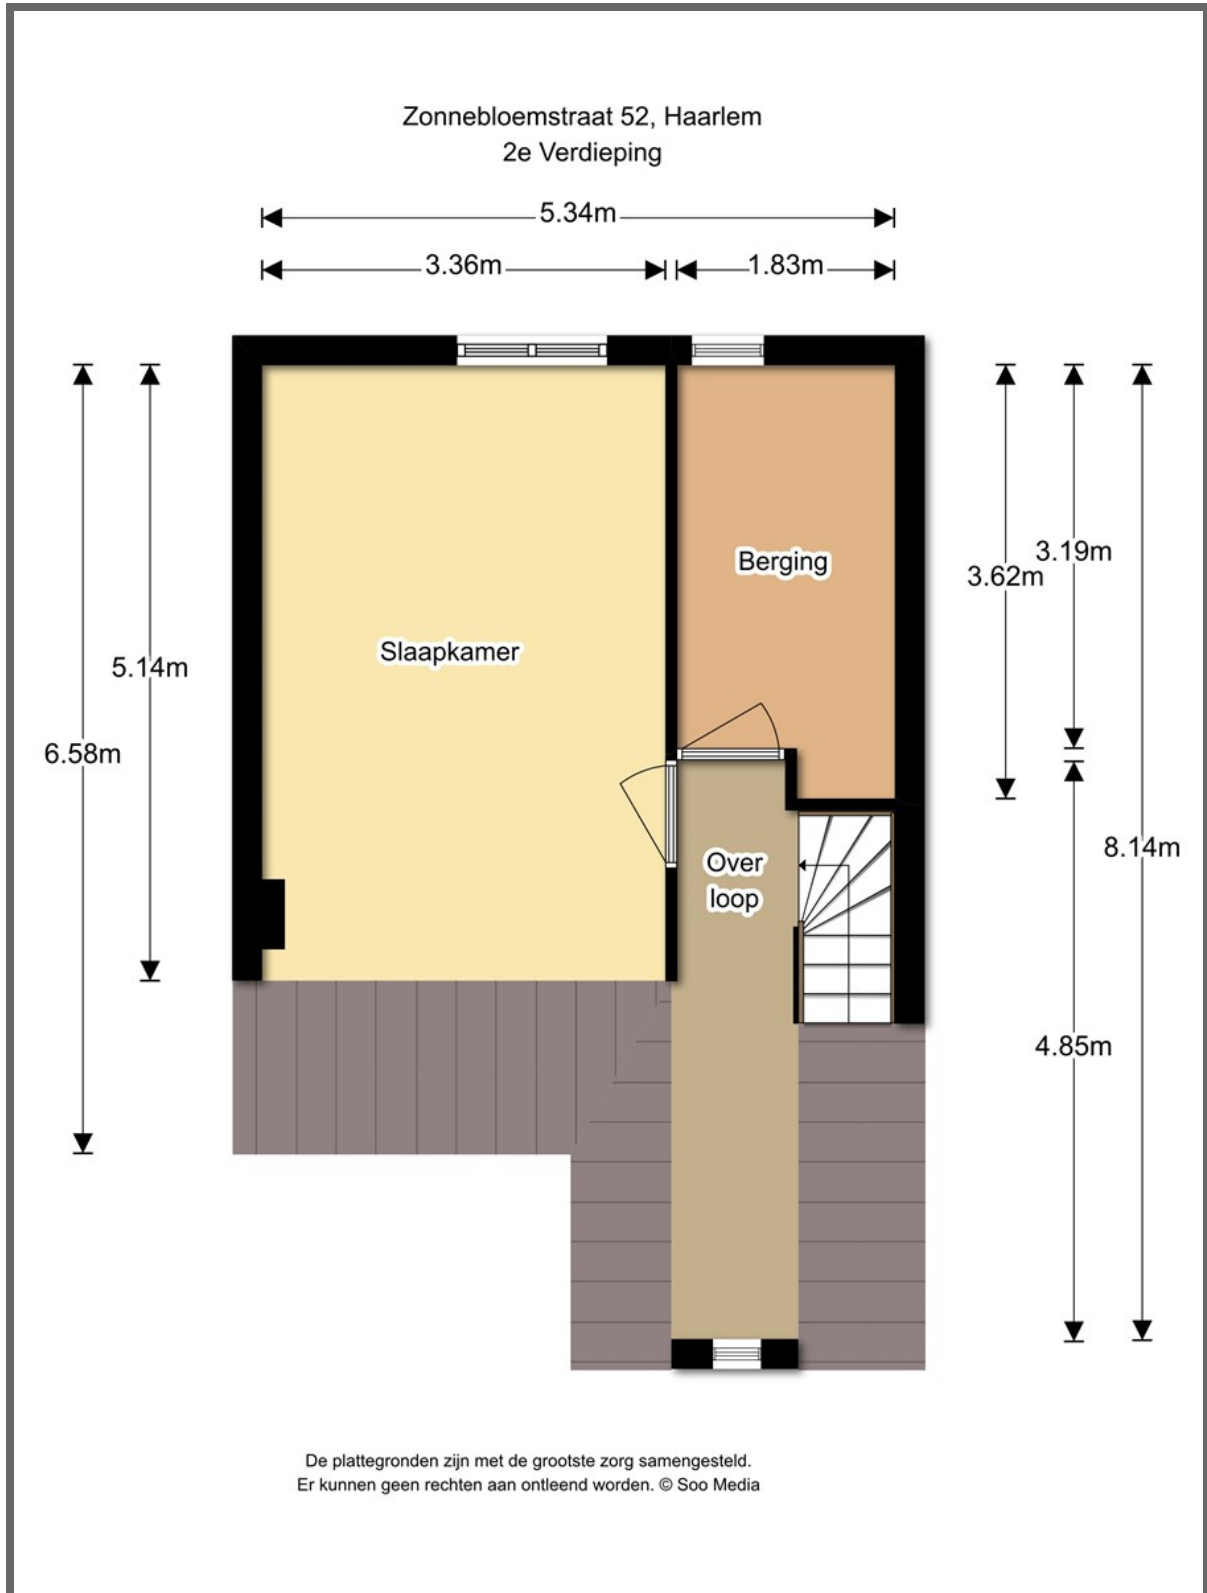 Zonnebloemstraat 52, Haarlem
2e Verdieping
5.34m
3.36m
1.83m
3.19m
3.62m
Berging
Slaapkamer
5.14m
6.58m
8.14m
Over
loop
4.85m
De plattegronden zijn met de grootste zorg samengesteld.
Er kunnen geen rechten aan ontleend worden. © Soo Media